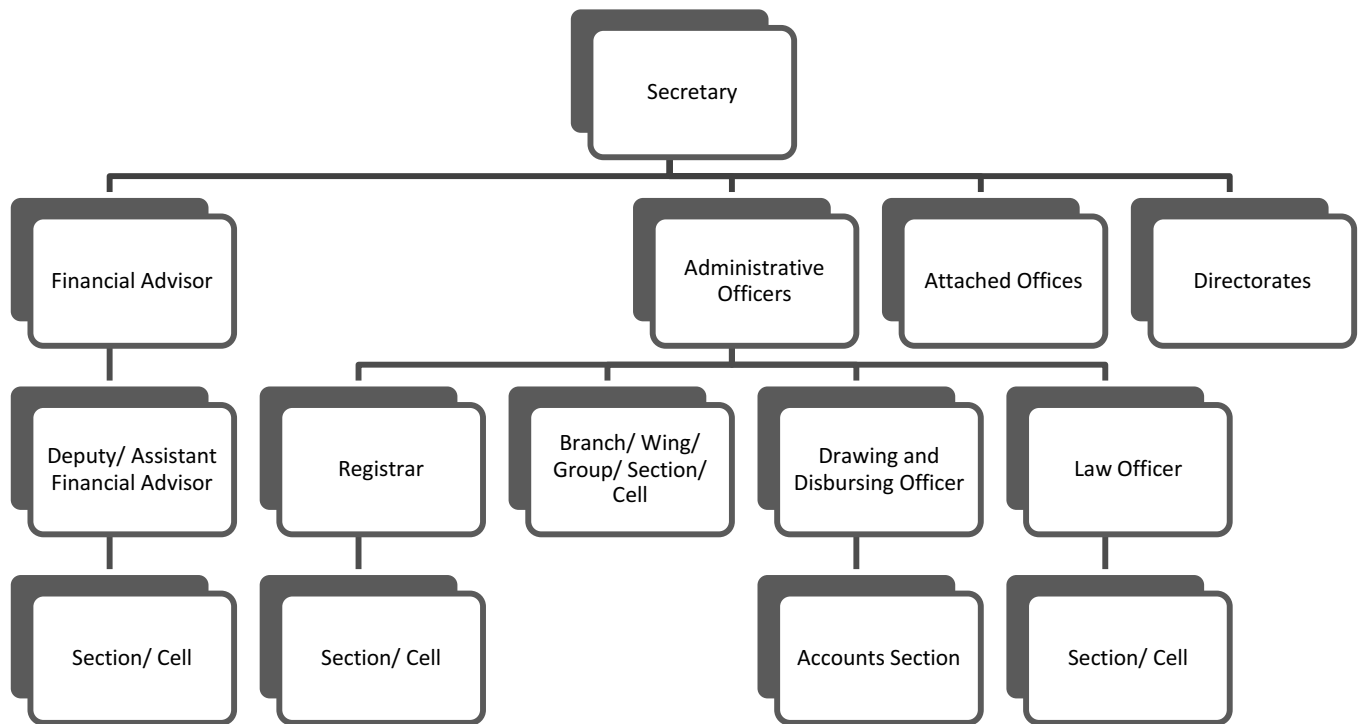 Secretary
Financial Advisor
Administrative
Officers
Attached Offices
Directorates
Deputy/ Assistant
Financial Advisor
Registrar
Branch/ Wing/
Group/ Section/
Cell
Drawing and
Disbursing Officer
Law Officer
Section/ Cell
Section/ Cell
Accounts Section
Section/ Cell